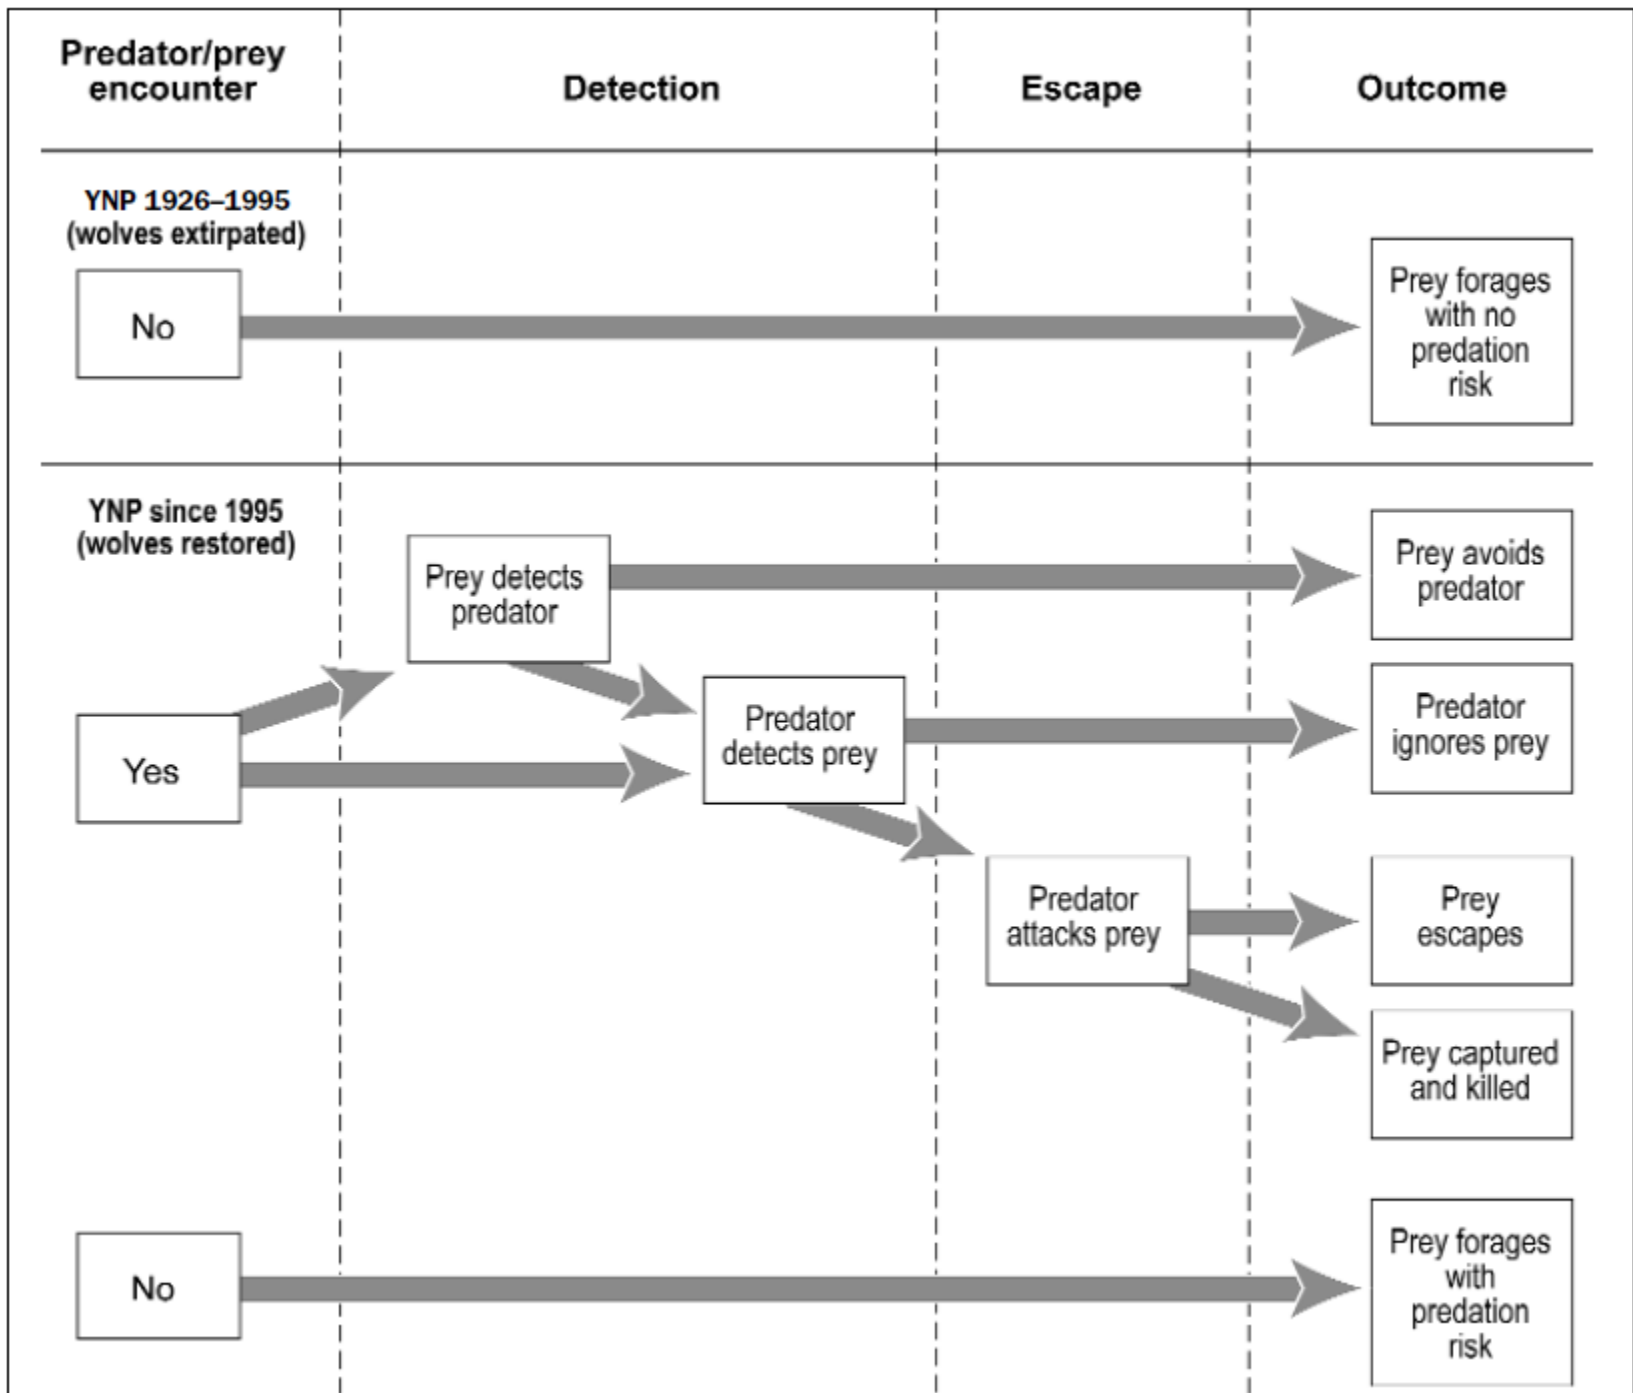 Predator/prey
encounter
Detection
Escape
Outcome
YNP 1926–1995
(wolves extirpated)
No
Prey forages
with no
predation
risk
YNP since 1995
(wolves restored)
Yes
Prey detects
predator
Predator
detects prey
Predator
attacks prey
Prey avoids
predator
Predator
ignores prey
Prey
escapes
Prey captured
and killed
No
Prey forages
with
predation
risk